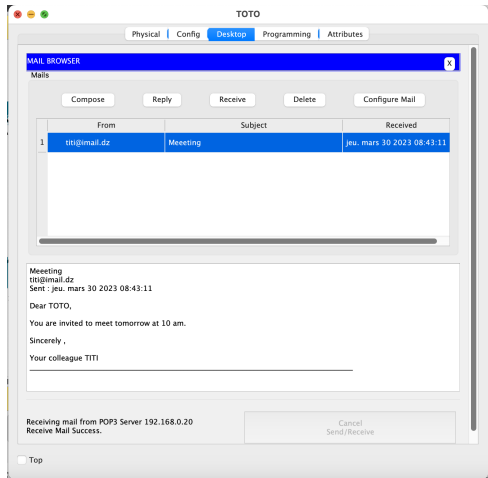 TOTO
Physical Config Desktop Programming Attributes
MAIL BROWSER X
Mails
Compose Reply Receive Delete Configure Mail
From Subject Received
1 titi@imail.dz Meeeting jeu. mars 30 2023 08:43:11
Meeeting
titi@imail.dz
Sent : jeu. mars 30 2023 08:43:11
Dear TOTO,
You are invited to meet tomorrow at 10 am.
Sincerely ,
Your colleague TITI
Receiving mail from POP3 Server 192.168.0.20
Receive Mail Success.
Cancel
Send/Receive
Top